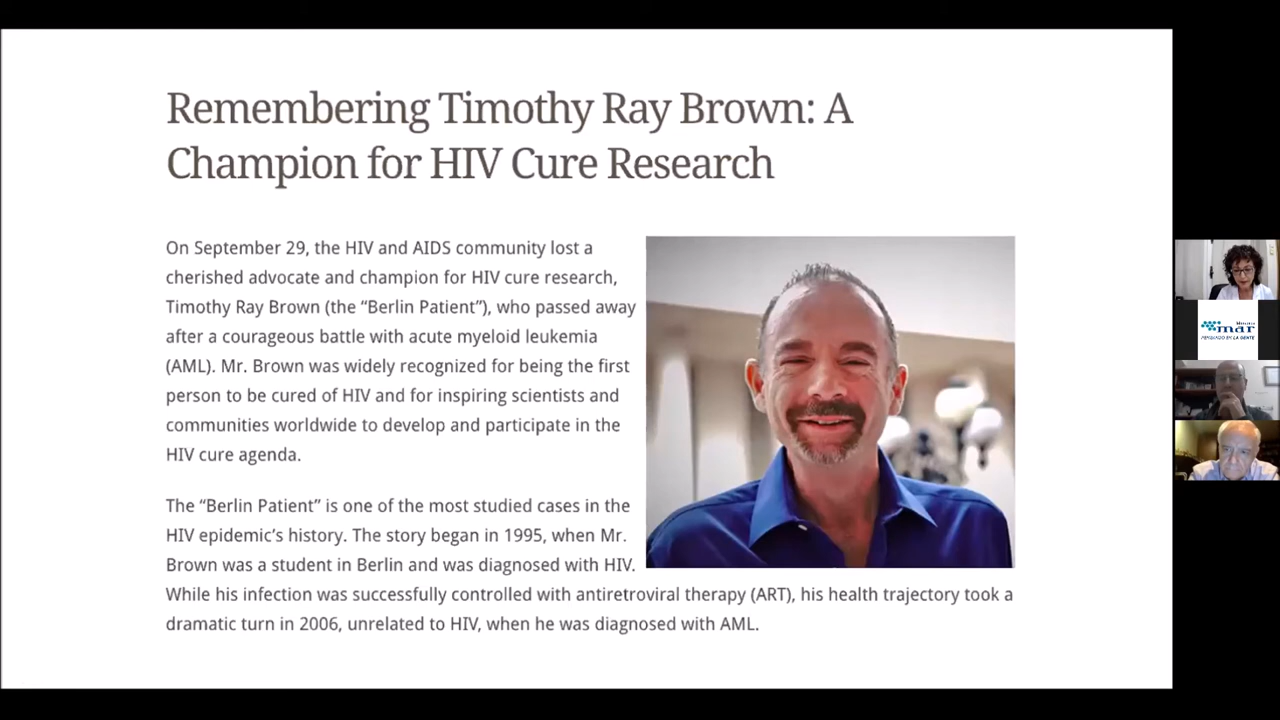 Remembering Timothy Ray Brown: A
Champion for HIV Cure Research
On September 29, the HIV and AIDS community lost a
cherished advocate and champion for HIV cure research,
Timothy Ray Brown (the “Berlin Patient”), who passed away
after a courageous battle with acute myeloid leukemia
(AML). Mr. Brown was widely recognized for being the first
person to be cured of HIV and for inspiring scientists and
communities worldwide to develop and participate in the
HIV cure agenda.
The “Berlin Patient” is one of the most studied cases in the
HIV epidemic’s history. The story began in 1995, when Mr.
Brown was a student in Berlin and was diagnosed with HIV.
While his infection was successfully controlled with antiretroviral therapy (ART), his health trajectory took a
dramatic turn in 2006, unrelated to HIV, when he was diagnosed with AML.
mar
PENSANDO EN LA GENTE